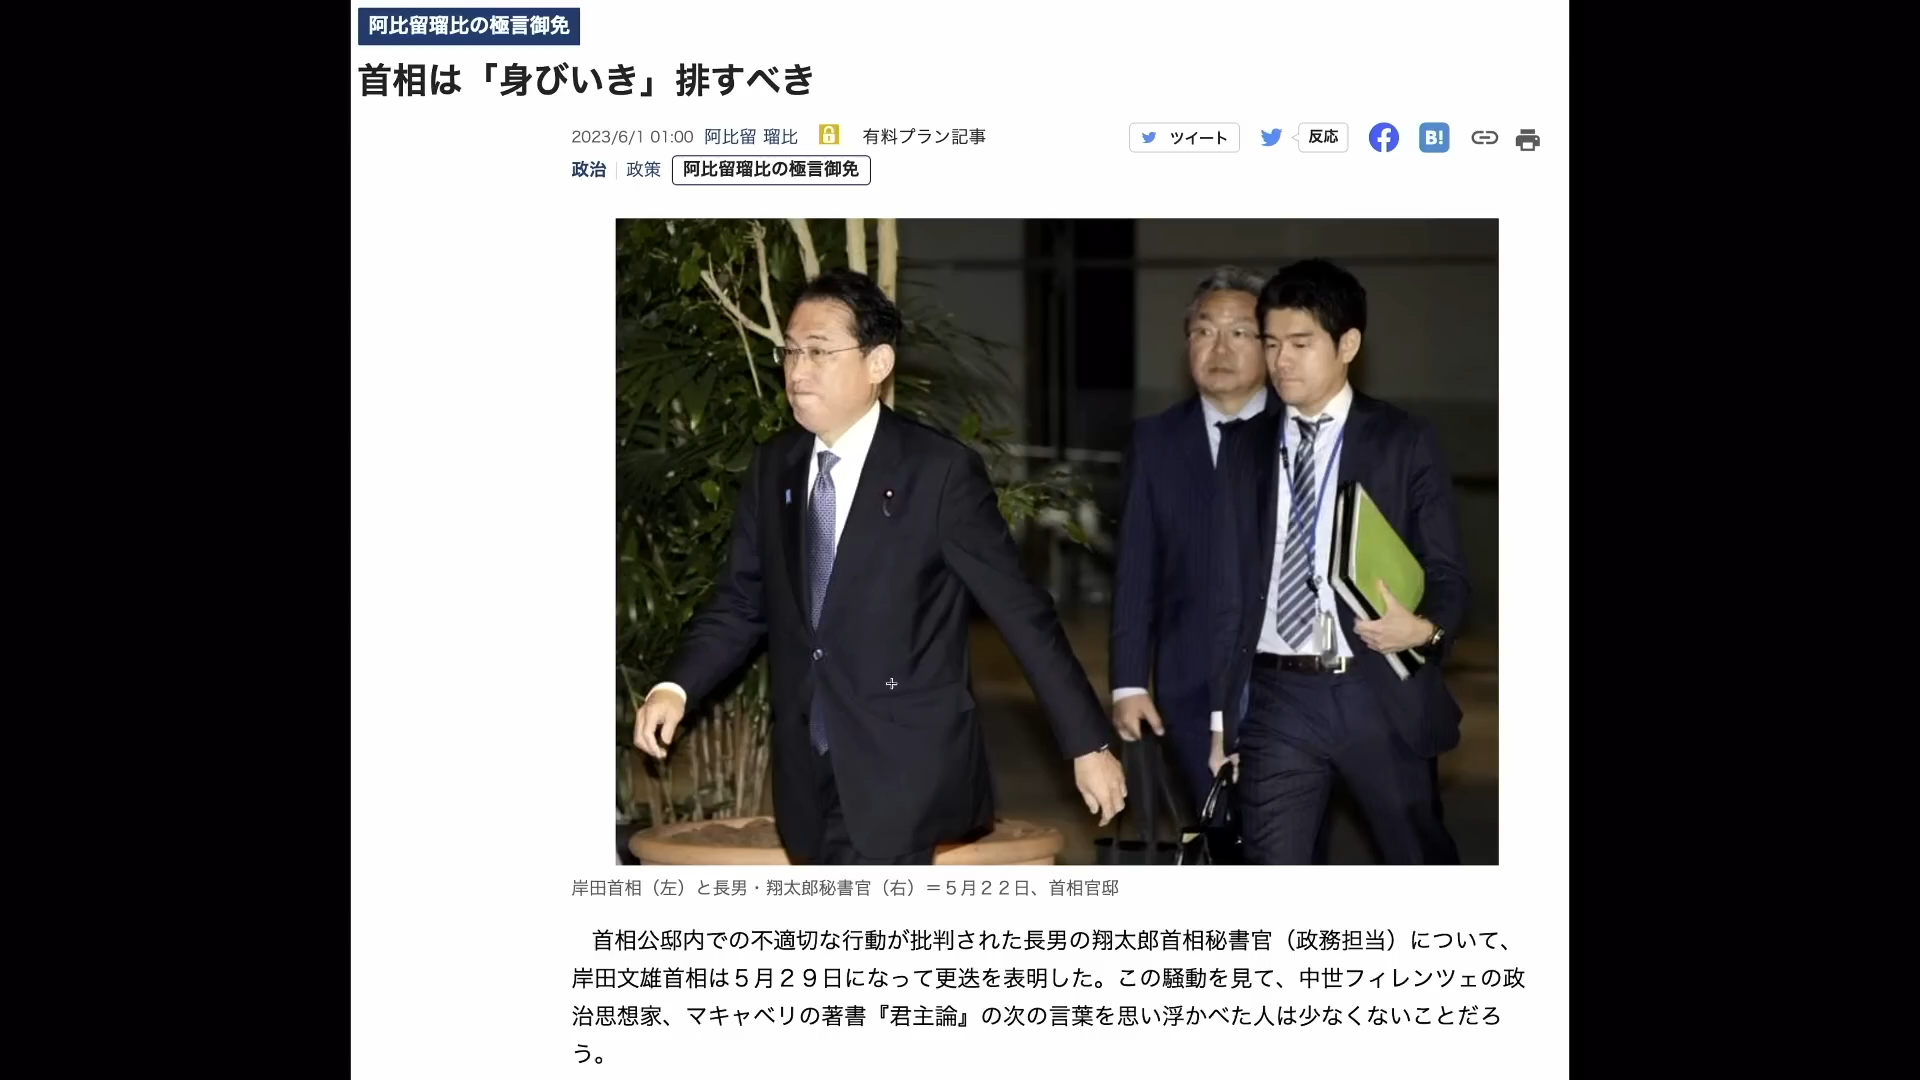 阿比留瑠比の極言御免
首相は「身びいき」排すべき
2023/6/1 01:00 阿比留 瑠比 有料プラン記事
ツイート 反応 B!
政治 政策 阿比留瑠比の極言御免
岸田首相（左）と長男・翔太郎秘書官（右）＝５月２２日、首相官邸
首相公邸内での不適切な行動が批判された長男の翔太郎首相秘書官（政務担当）について、
岸田文雄首相は５月２９日になって更迭を表明した。この騒動を見て、中世フィレンツェの政
治思想家、マキャベリの著書『君主論』の次の言葉を思い浮かべた人は少なくないことだろ
う。